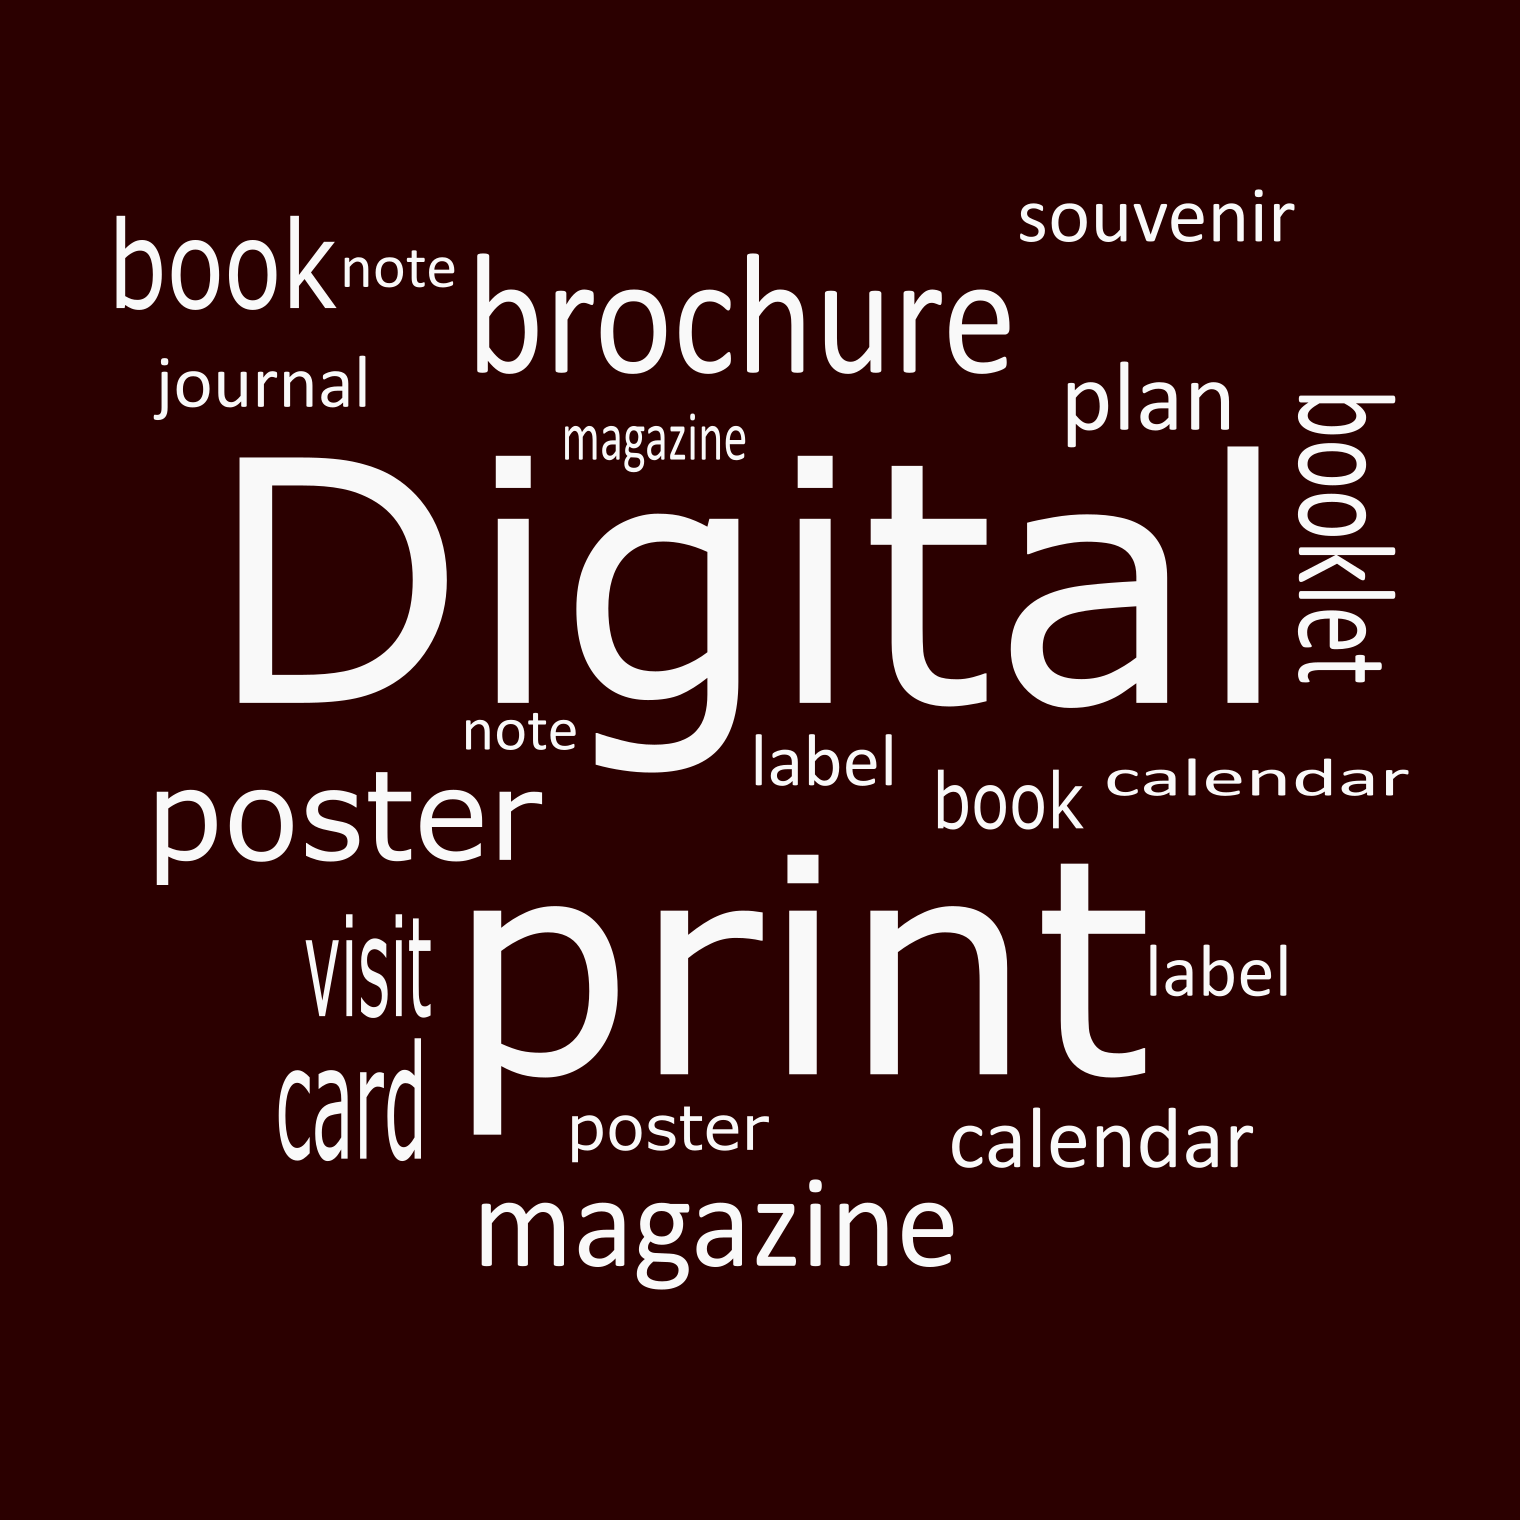 souvenir
book
note
brochure
journal
plan
booklet
magazine
Digital
note
label
book
calendar
poster
print
visit
card
label
poster
calendar
magazine